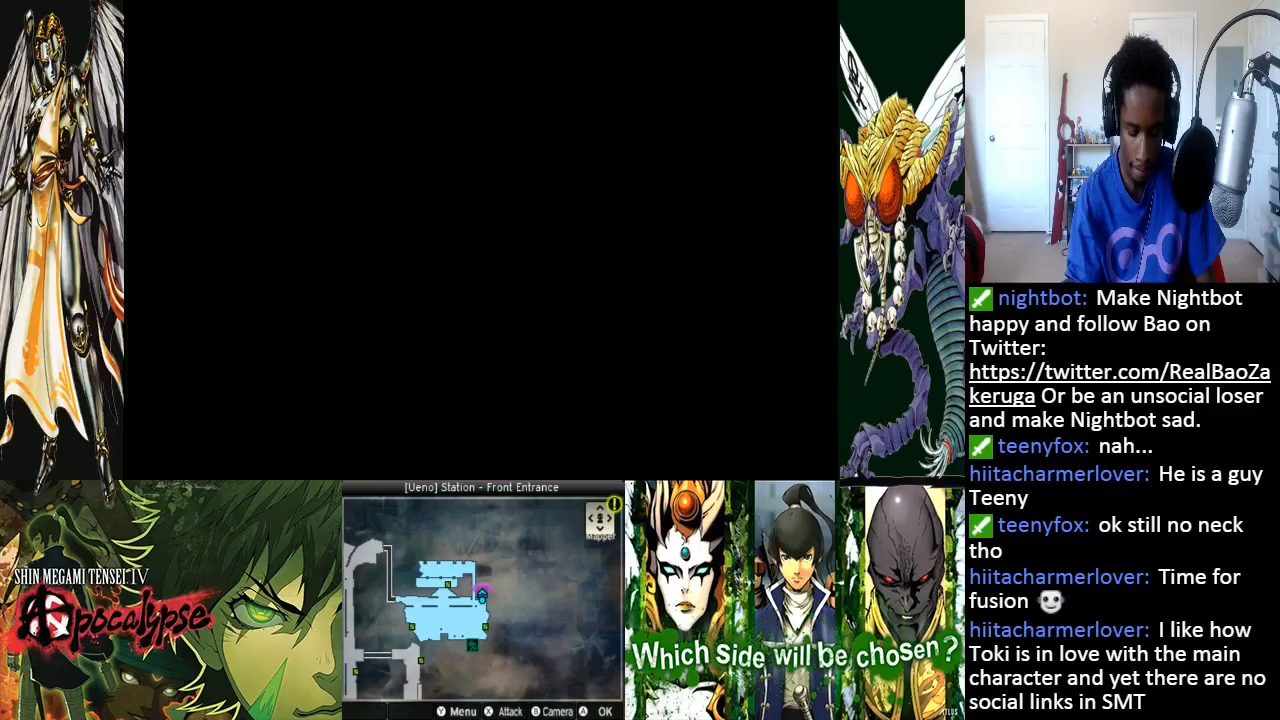 nightbot: Make Nightbot
happy and follow Bao on
Twitter:
https://twitter.com/RealBaoZa
keruga Or be an unsocial loser
and make Nightbot sad.
teenyfox: nah...
hiitacharmerlover: He is a guy
Teeny
teenyfox: ok still no neck
tho
hiitacharmerlover: Time for
fusion
hiitacharmerlover: I like how
Toki is in love with the main
character and yet there are no
social links in SMT
[Ueno] Station - Front Entrance
Mapper
Y Menu X Attack B Camera A OK
SHIN MEGAMI TENSEI IV
Apocalypse
Which side will be chosen?
ATLUS